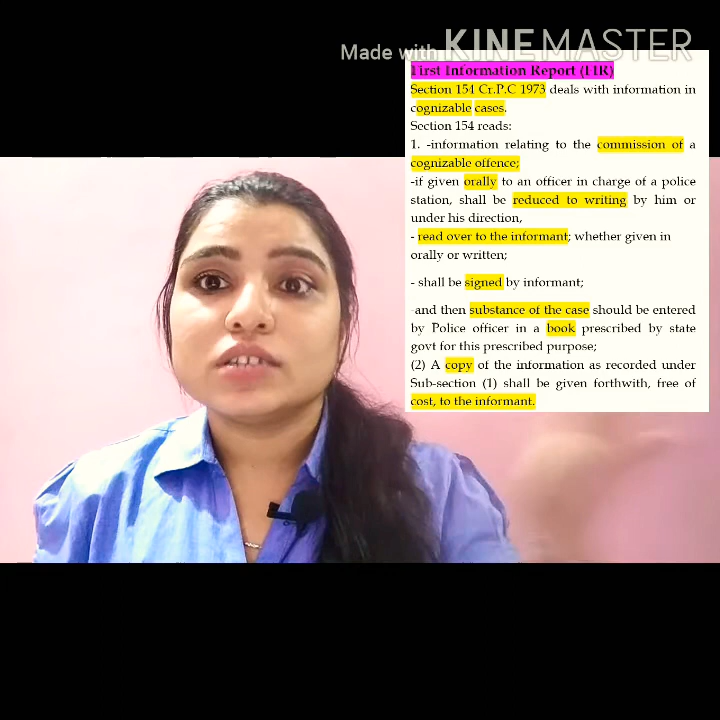 Made with KINEMASTER
First Information Report (FIR)
Section 154 Cr.P.C 1973 deals with information in
cognizable cases.
Section 154 reads:
1. -information relating to the commission of a
cognizable offence;
-if given orally to an officer in charge of a police
station, shall be reduced to writing by him or
under his direction,
- read over to the informant; whether given in
orally or written;
- shall be signed by informant;
-and then substance of the case should be entered
by Police officer in a book prescribed by state
govt for this prescribed purpose;
(2) A copy of the information as recorded under
Sub-section (1) shall be given forthwith, free of
cost, to the informant.